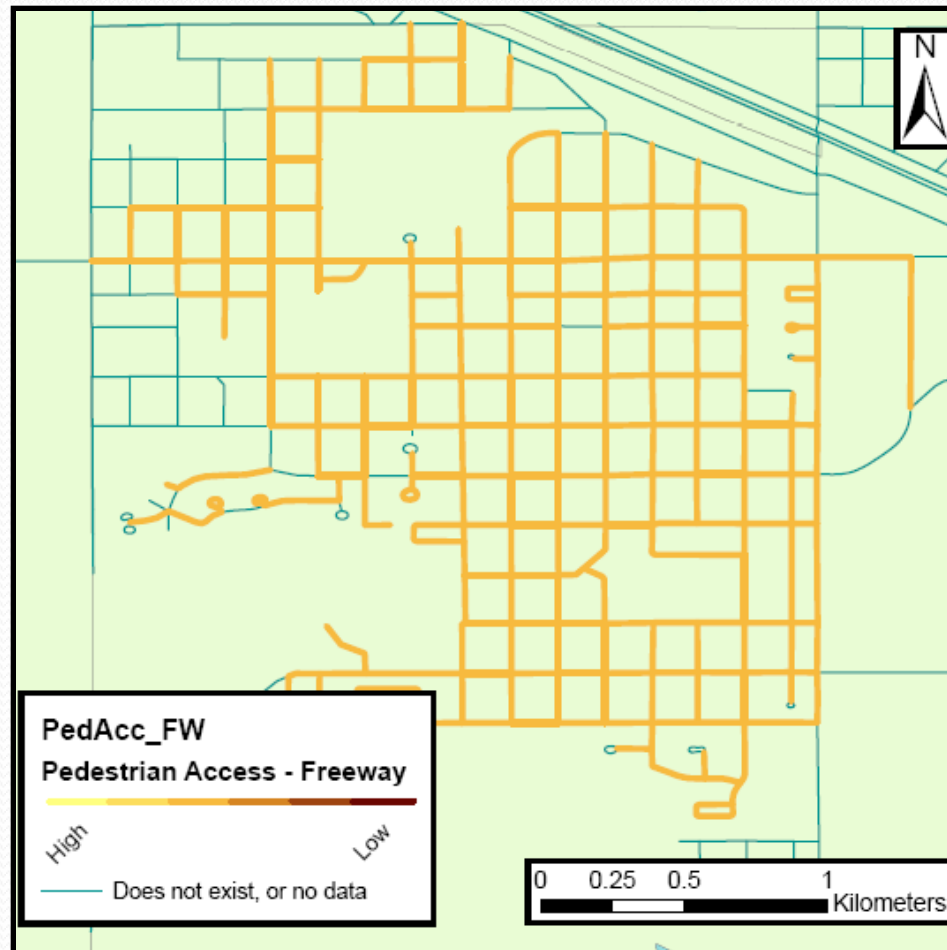 N
PedAcc_FW
Pedestrian Access - Freeway
High
Low
Does not exist, or no data
0 0.25 0.5 1
Kilometers